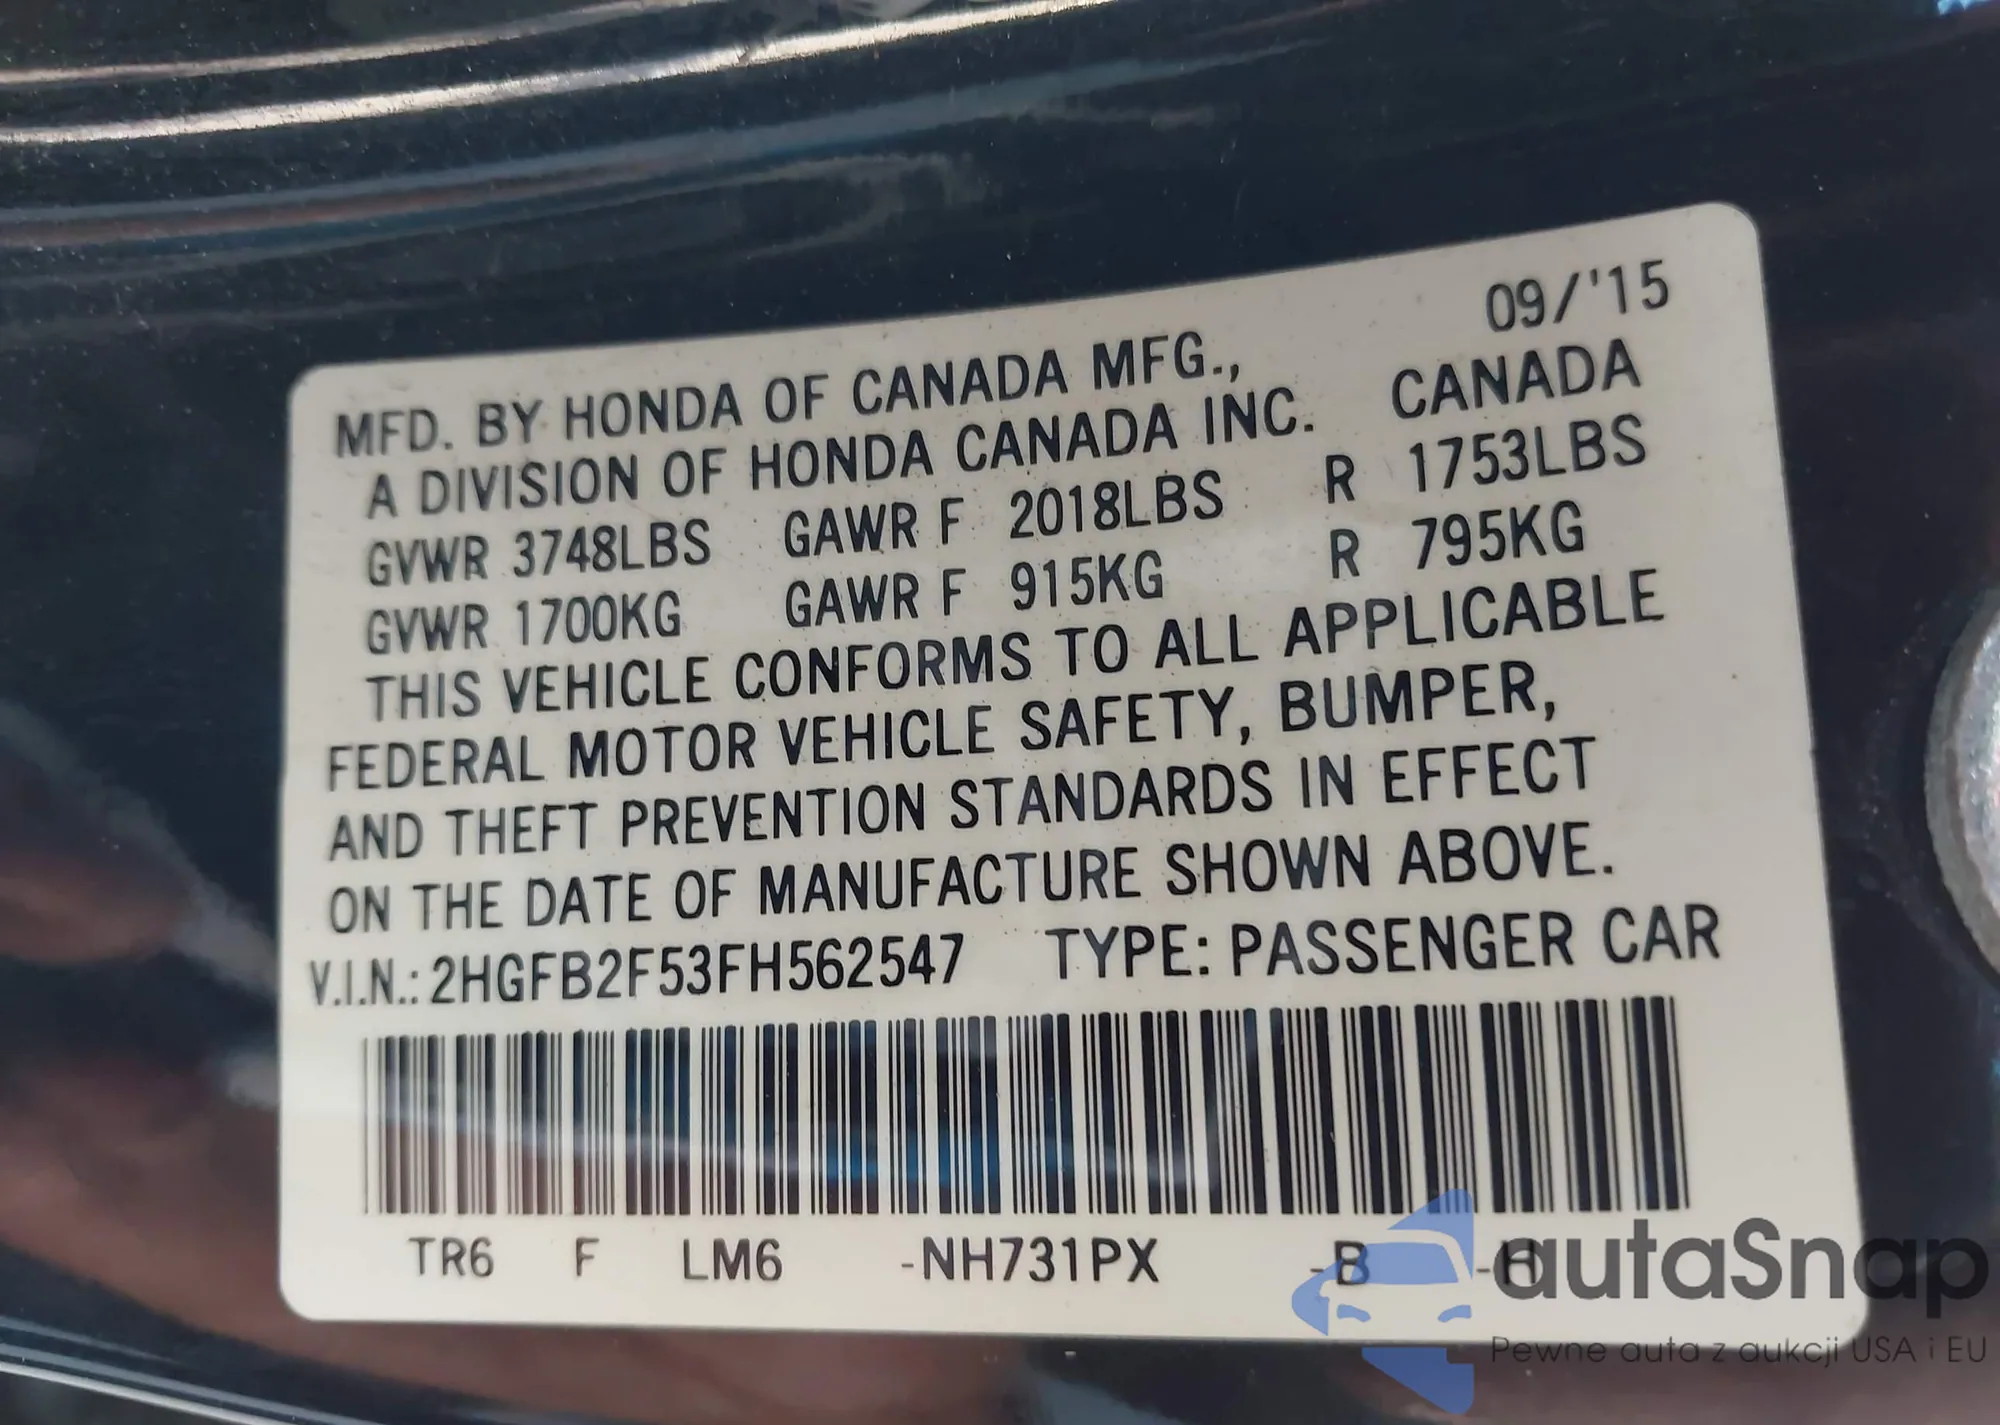 09/'15
MFD. BY HONDA OF CANADA MFG.,
A DIVISION OF HONDA CANADA INC. CANADA
GVWR 3748LBS GAWR F 2018LBS R 1753LBS
GVWR 1700KG GAWR F 915KG R 795KG
THIS VEHICLE CONFORMS TO ALL APPLICABLE
FEDERAL MOTOR VEHICLE SAFETY, BUMPER,
AND THEFT PREVENTION STANDARDS IN EFFECT
ON THE DATE OF MANUFACTURE SHOWN ABOVE.
V.I.N.: 2HGFB2F53FH562547 TYPE: PASSENGER CAR
TR6 F LM6 -NH731PX -B -H
autaSnap
Pewne auta z aukcji USA i EU